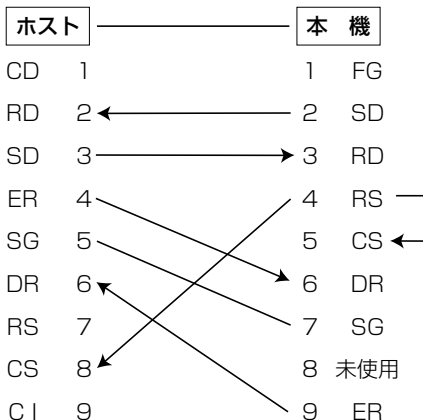 ホスト 本 機
CD 1 1 FG
RD 2 2 SD
SD 3 3 RD
ER 4 4 RS
SG 5 5 CS
DR 6 6 DR
RS 7 7 SG
CS 8 8 未使用
CI 9 9 ER